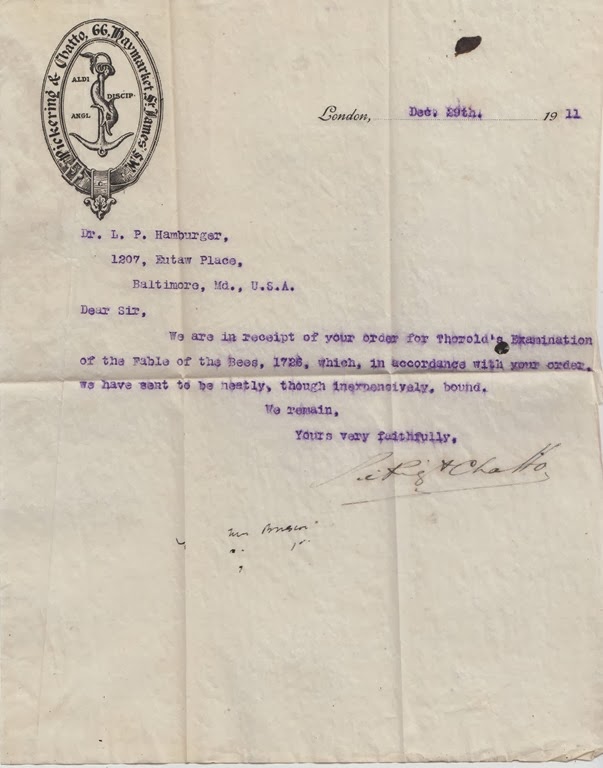 Pickering & Chatto, 66, Haymarket St. James' S.W.
ALDI
DISCIP.
ANGL
London, Dec. 29th. 1911
Dr. L. P. Hamburger,
1207, Eutaw Place,
Baltimore, Md., U.S.A.
Dear Sir,
We are in receipt of your order for Thorold's Examination
of the Fable of the Bees, 1726, which, in accordance with your order,
we have sent to be neatly, though inexpensively, bound.
We remain,
Yours very faithfully,
Pickering & Chatto